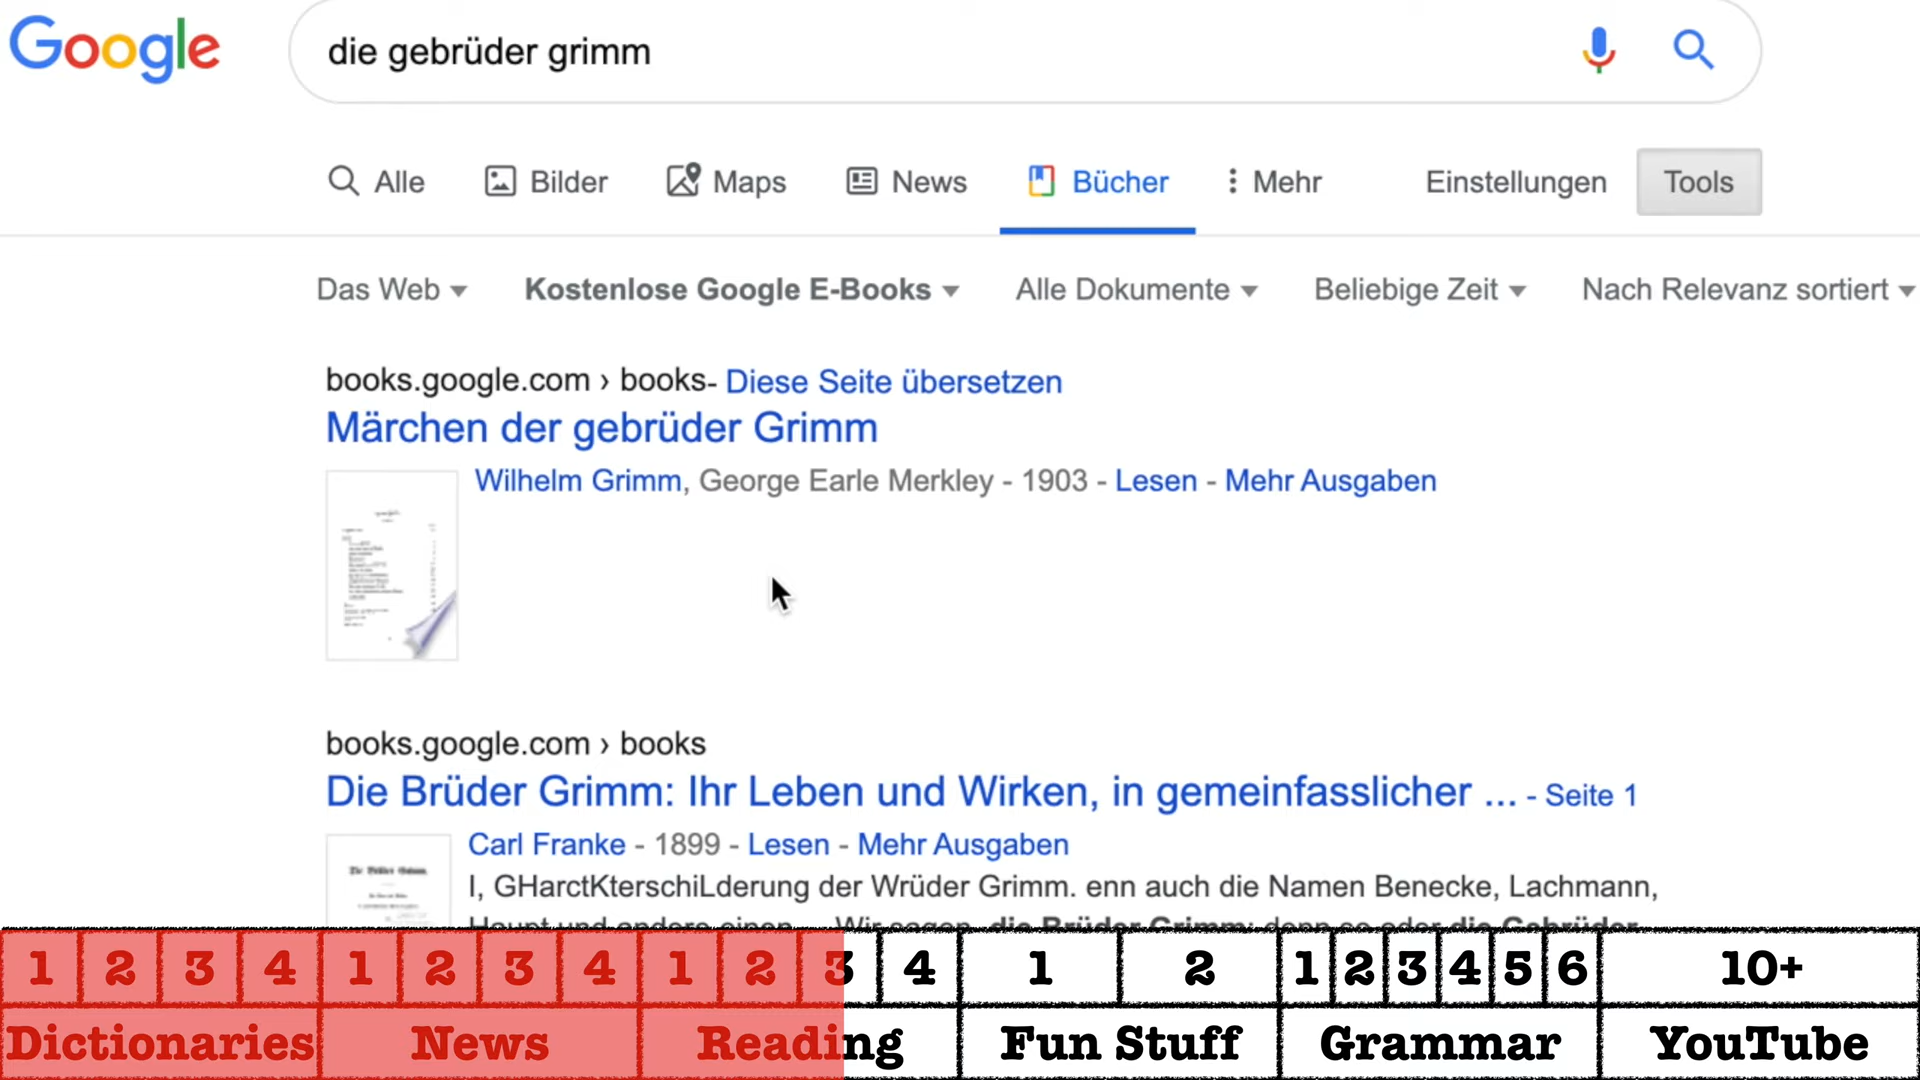 Google
die gebrüder grimm
Alle Bilder Maps News Bücher Mehr Einstellungen Tools
Das Web Kostenlose Google E-Books Alle Dokumente Beliebige Zeit Nach Relevanz sortiert
books.google.com › books- Diese Seite übersetzen
Märchen der gebrüder Grimm
Wilhelm Grimm, George Earle Merkley - 1903 - Lesen - Mehr Ausgaben
books.google.com › books
Die Brüder Grimm: Ihr Leben und Wirken, in gemeinfasslicher ... - Seite 1
Carl Franke - 1899 - Lesen - Mehr Ausgaben
I, GHarctKterschiLderung der Wrüder Grimm. enn auch die Namen Benecke, Lachmann,
1 2 3 4 1 2 3 4 1 2 3 4 1 2 1 2 3 4 5 6 10+
Dictionaries News Reading Fun Stuff Grammar YouTube